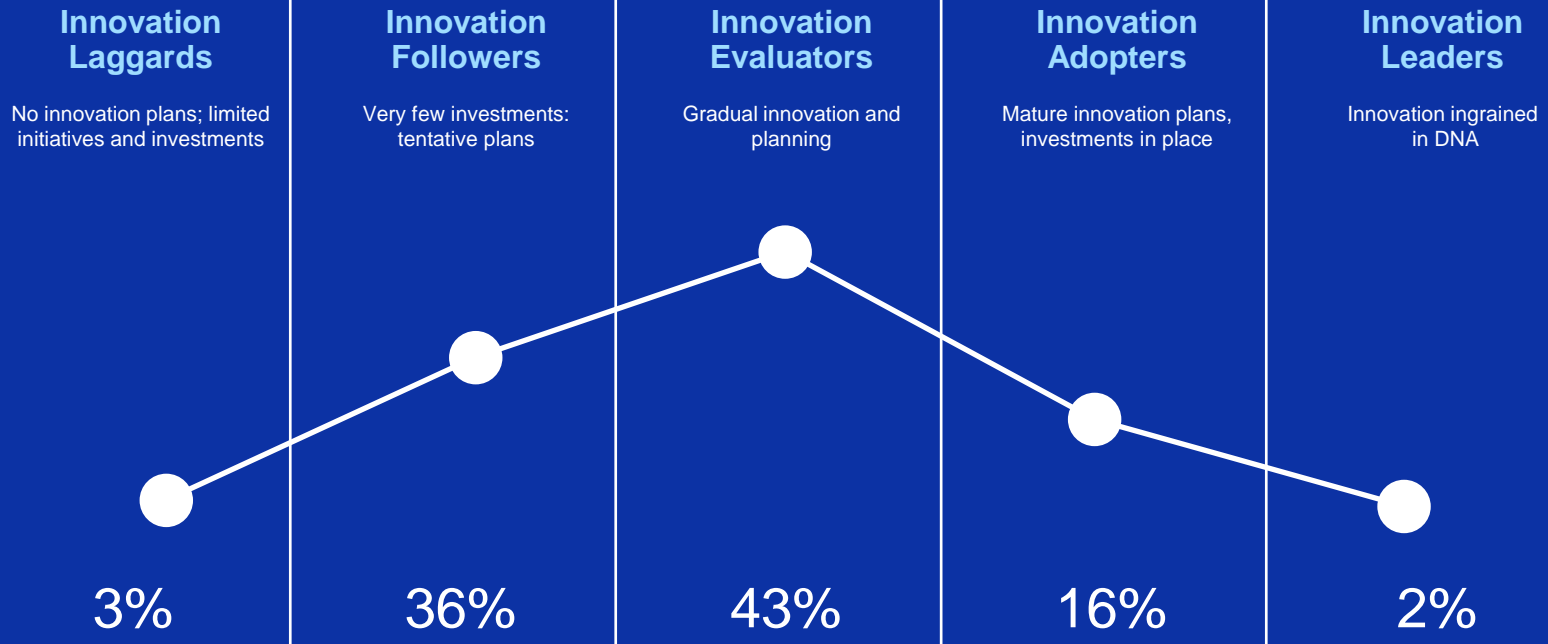 Innovation
Laggards
No innovation plans; limited
initiatives and investments
3%
Innovation
Followers
Very few investments:
tentative plans
36%
Innovation
Evaluators
Gradual innovation and
planning
43%
Innovation
Adopters
Mature innovation plans,
investments in place
16%
Innovation
Leaders
Innovation ingrained
in DNA
2%